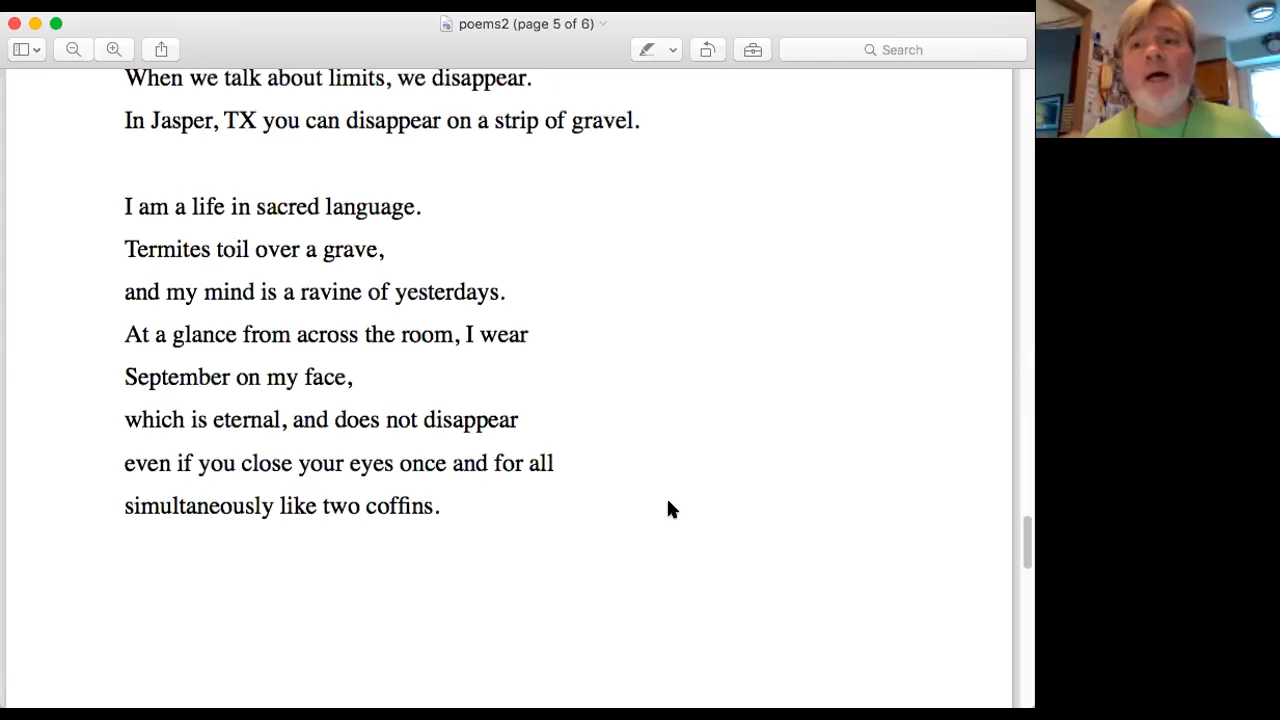 poems2 (page 5 of 6)
Search
When we talk about limits, we disappear.
In Jasper, TX you can disappear on a strip of gravel.
I am a life in sacred language.
Termites toil over a grave,
and my mind is a ravine of yesterdays.
At a glance from across the room, I wear
September on my face,
which is eternal, and does not disappear
even if you close your eyes once and for all
simultaneously like two coffins.